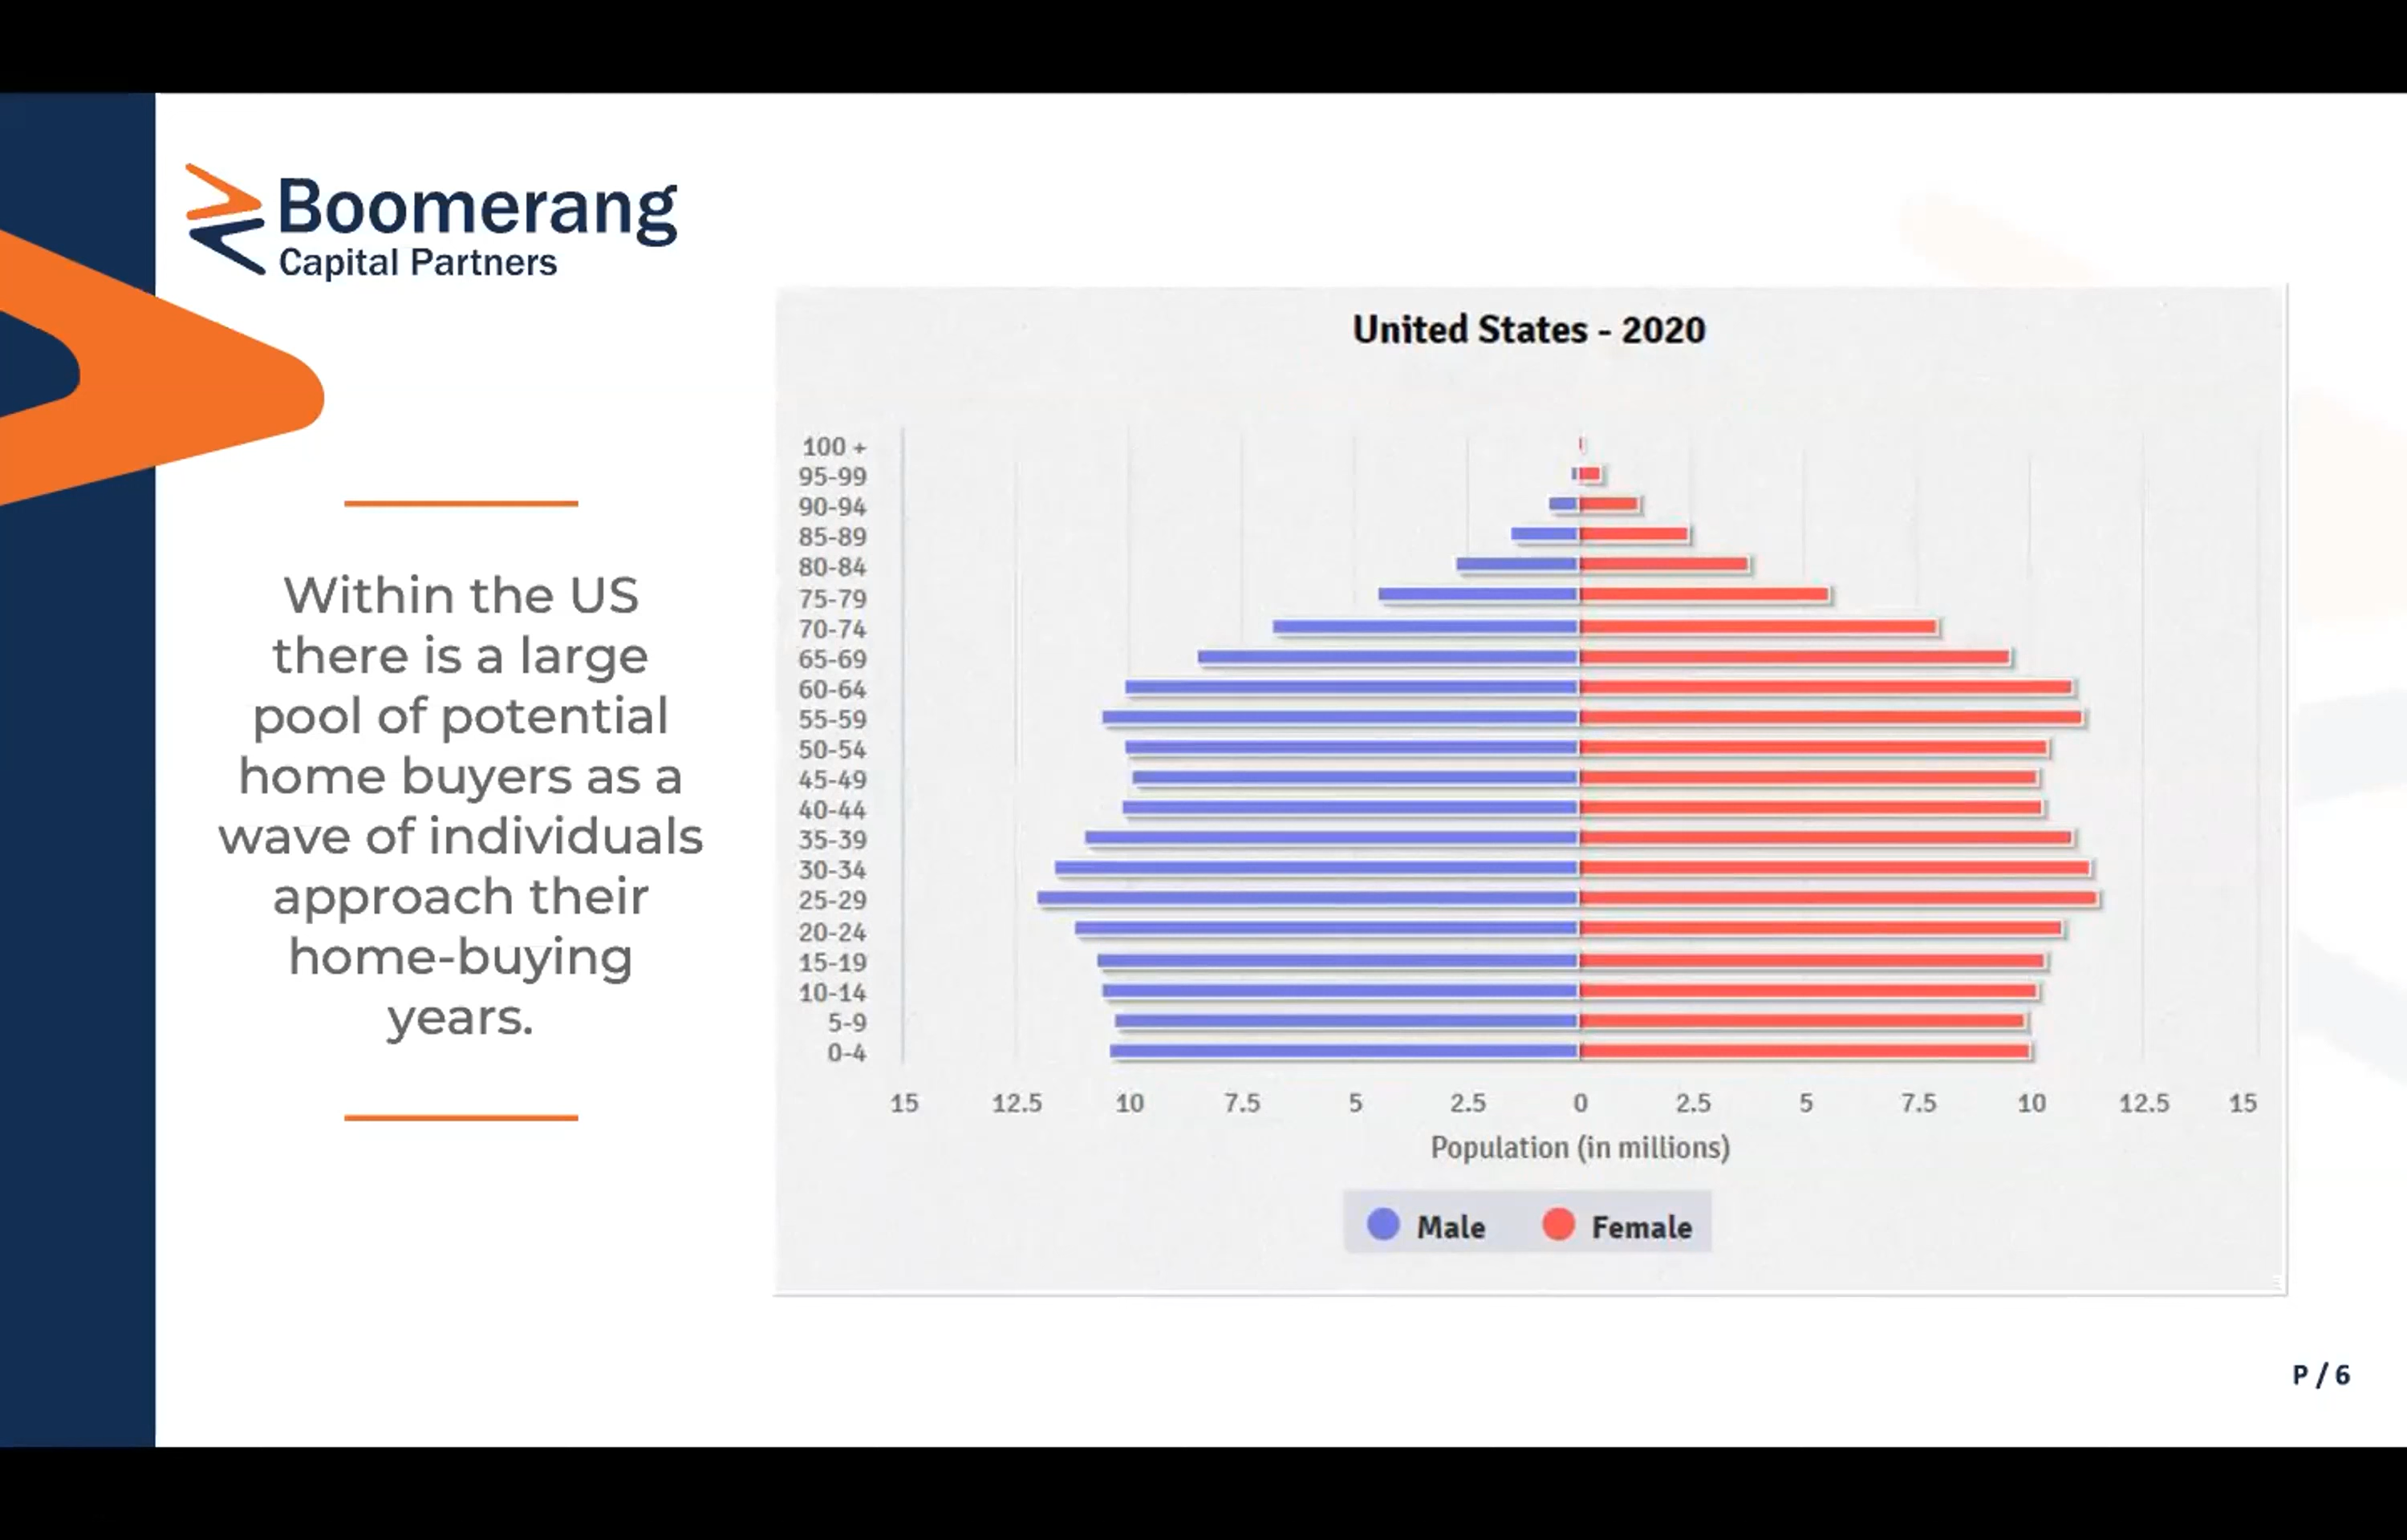 Boomerang
Capital Partners
Within the US
there is a large
pool of potential
home buyers as a
wave of individuals
approach their
home-buying
years.
United States - 2020
100 +
95-99
90-94
85-89
80-84
75-79
70-74
65-69
60-64
55-59
50-54
45-49
40-44
35-39
30-34
25-29
20-24
15-19
10-14
5-9
0-4
15 12.5 10 7.5 5 2.5 0 2.5 5 7.5 10 12.5 15
Population (in millions)
Male Female
P / 6